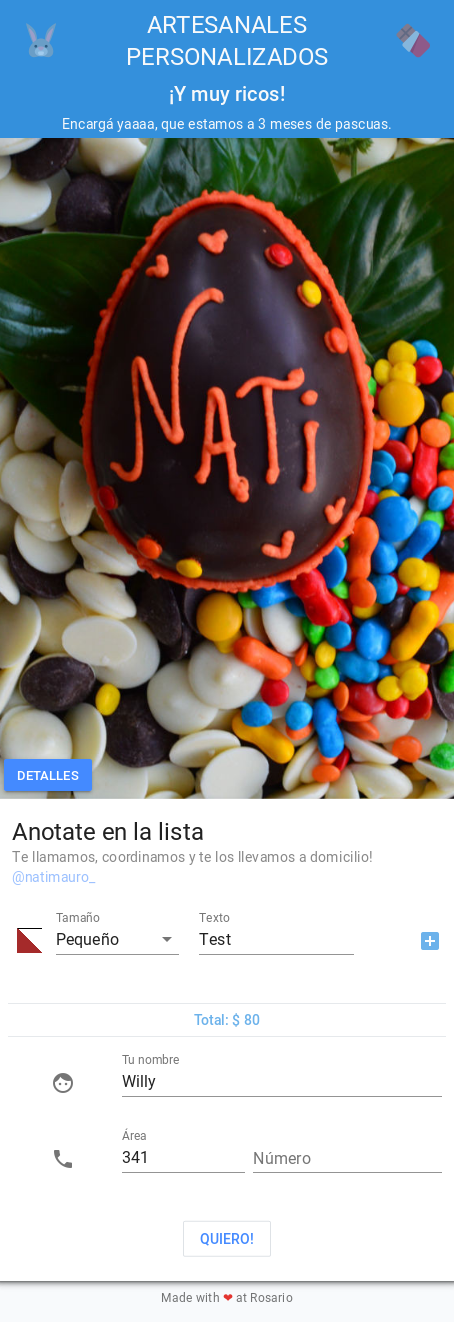 ARTESANALES
PERSONALIZADOS
¡Y muy ricos!
Encargá yaaaa, que estamos a 3 meses de pascuas.
NATi
DETALLES
Anotate en la lista
Te llamamos, coordinamos y te los llevamos a domicilio!
@natimauro_
Tamaño Texto
Pequeño Test
Total: $ 80
Tu nombre
Willy
Área
341 Número
QUIERO!
Made with ❤ at Rosario